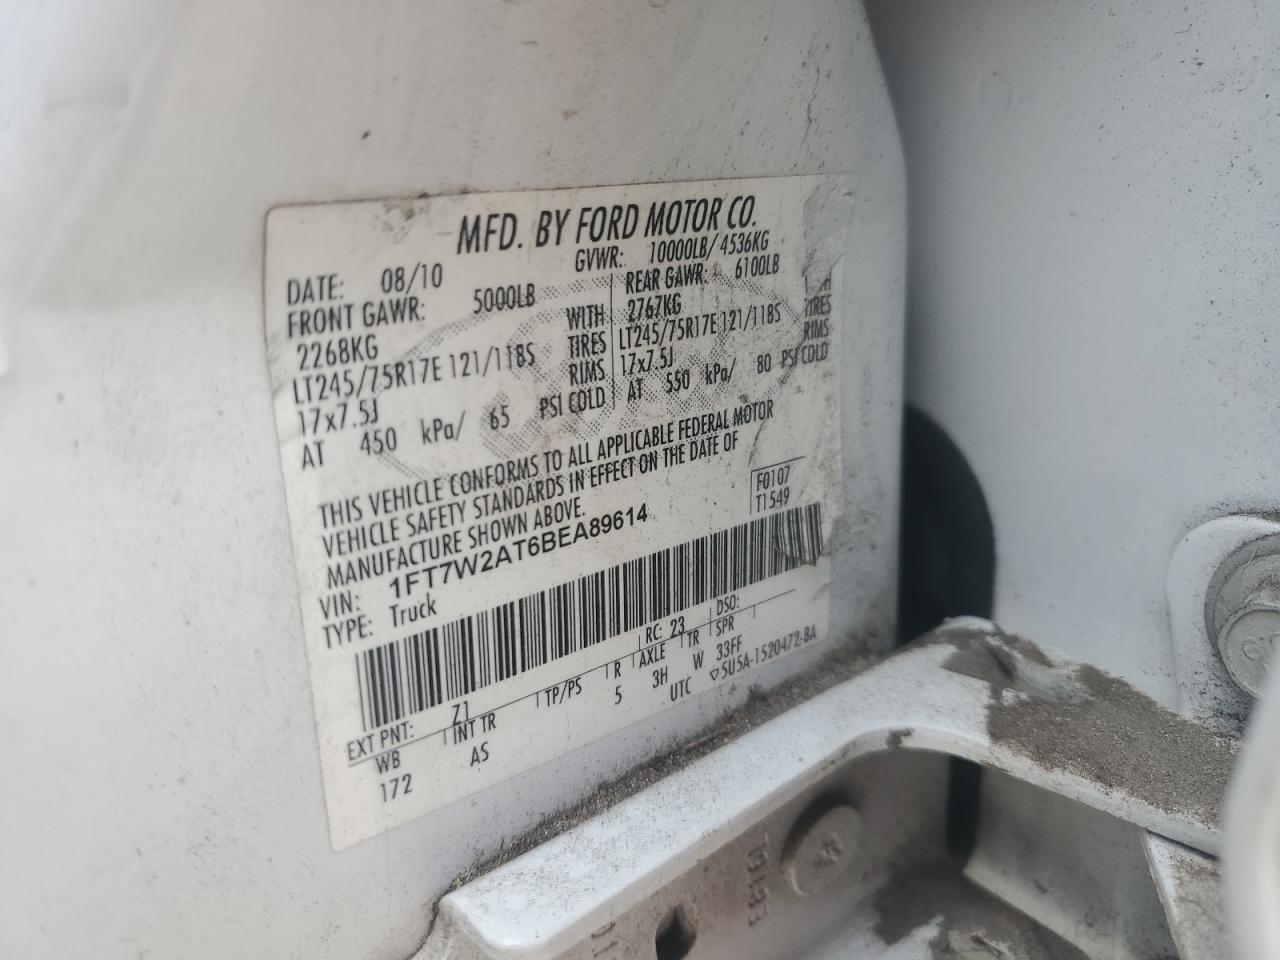 MFD. BY FORD MOTOR CO.
DATE: 08/10 GVWR: 10000LB/ 4536KG
FRONT GAWR: 5000LB REAR GAWR: 6100LB
2268KG WITH 2767KG
LT245/75R17E 121/118S TIRES LT245/75R17E 121/118S TIRES
17x7.5J RIMS 17x7.5J RIMS
AT 450 kPa/ 65 PSI COLD AT 550 kPa/ 80 PSI COLD
THIS VEHICLE CONFORMS TO ALL APPLICABLE FEDERAL MOTOR
VEHICLE SAFETY STANDARDS IN EFFECT ON THE DATE OF
MANUFACTURE SHOWN ABOVE.
F0107
T1549
VIN: 1FT7W2AT6BEA89614
TYPE: Truck
EXT PNT: Z1 RC: 23 DSO:
WB INT TR TP/PS R AXLE TR SPR
172 AS 5 3H W 33FF
UTC 5U5A-1520472-BA